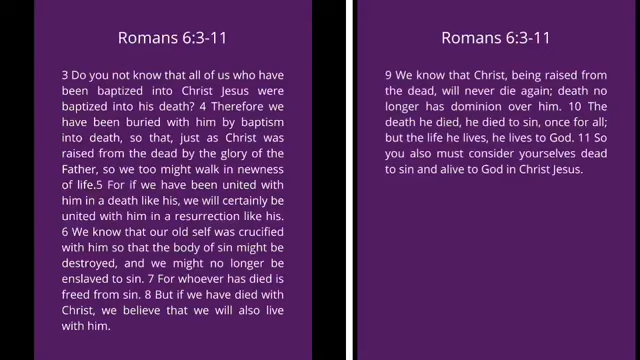 Romans 6:3-11
3 Do you not know that all of us who have
been baptized into Christ Jesus were
baptized into his death? 4 Therefore we
have been buried with him by baptism
into death, so that, just as Christ was
raised from the dead by the glory of the
Father, so we too might walk in newness
of life.5 For if we have been united with
him in a death like his, we will certainly be
united with him in a resurrection like his.
6 We know that our old self was crucified
with him so that the body of sin might be
destroyed, and we might no longer be
enslaved to sin. 7 For whoever has died is
freed from sin. 8 But if we have died with
Christ, we believe that we will also live
with him.
Romans 6:3-11
9 We know that Christ, being raised from
the dead, will never die again; death no
longer has dominion over him. 10 The
death he died, he died to sin, once for all;
but the life he lives, he lives to God. 11 So
you also must consider yourselves dead
to sin and alive to God in Christ Jesus.